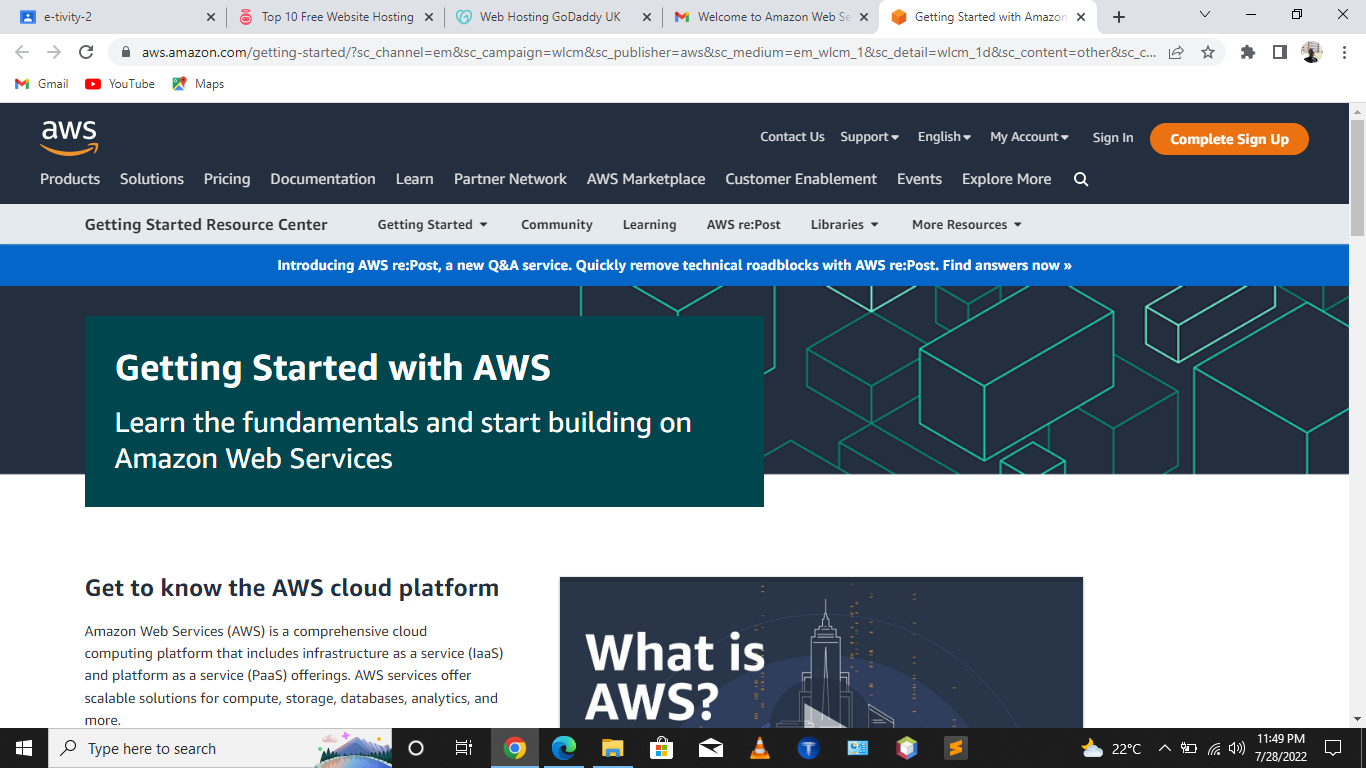 e-tivity-2
Top 10 Free Website Hosting
Web Hosting GoDaddy UK
Welcome to Amazon Web Se
Getting Started with Amazon
aws.amazon.com/getting-started/?sc_channel=em&sc_campaign=wlcm&sc_publisher=aws&sc_medium=em_wlcm_1&sc_detail=wlcm_1d&sc_content=other&sc_c...
Gmail YouTube Maps
aws
Contact Us Support English My Account Sign In Complete Sign Up
Products Solutions Pricing Documentation Learn Partner Network AWS Marketplace Customer Enablement Events Explore More
Getting Started Resource Center Getting Started Community Learning AWS re:Post Libraries More Resources
Introducing AWS re:Post, a new Q&A service. Quickly remove technical roadblocks with AWS re:Post. Find answers now »
Getting Started with AWS
Learn the fundamentals and start building on
Amazon Web Services
Get to know the AWS cloud platform
Amazon Web Services (AWS) is a comprehensive cloud
computing platform that includes infrastructure as a service (IaaS)
and platform as a service (PaaS) offerings. AWS services offer
scalable solutions for compute, storage, databases, analytics, and
more.
What is
AWS?
Type here to search
22°C
11:49 PM
7/28/2022